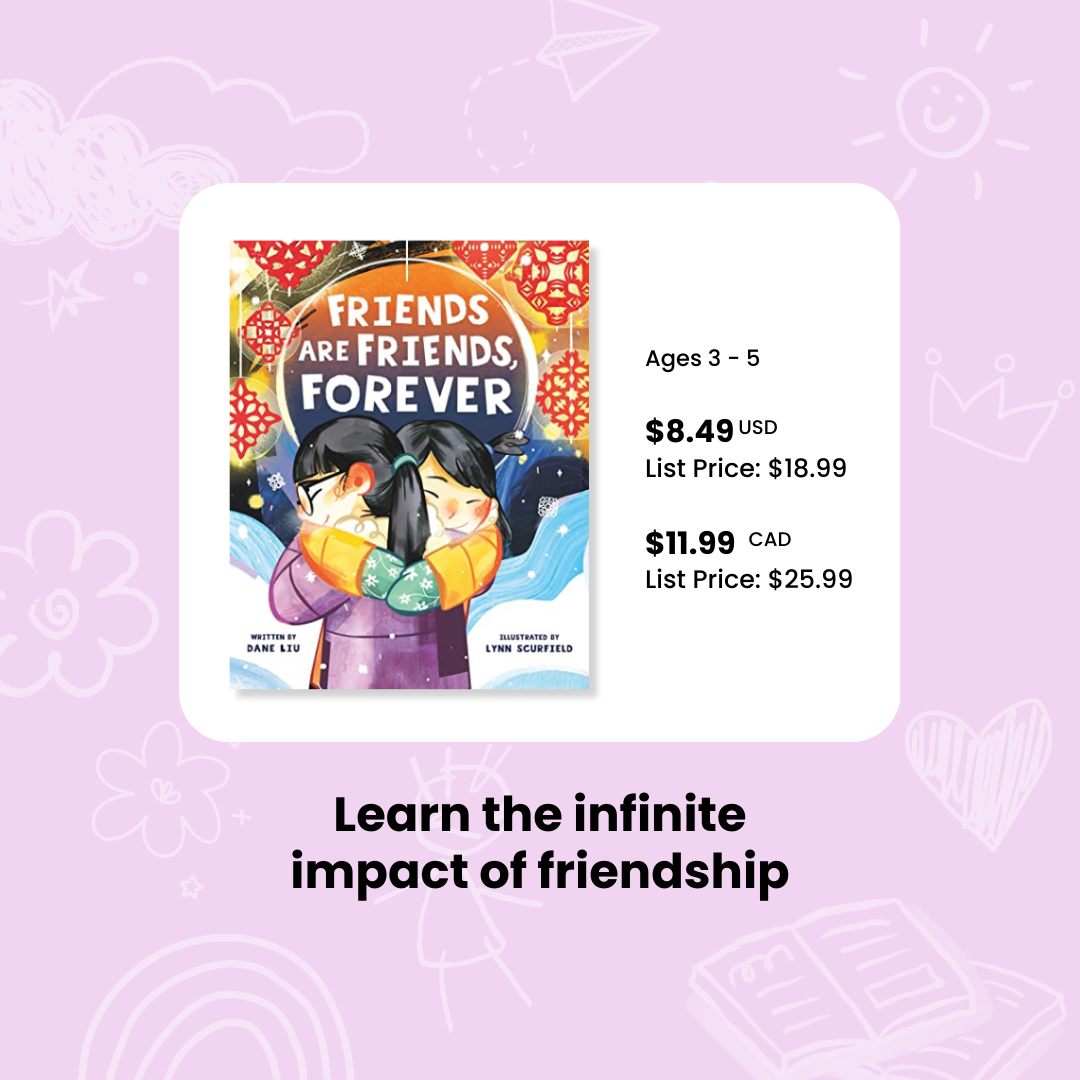 FRIENDS
ARE FRIENDS,
FOREVER
WRITTEN BY
DANE LIU
ILLUSTRATED BY
LYNN SCURFIELD
Ages 3 - 5
$8.49 USD
List Price: $18.99
$11.99 CAD
List Price: $25.99
Learn the infinite
impact of friendship